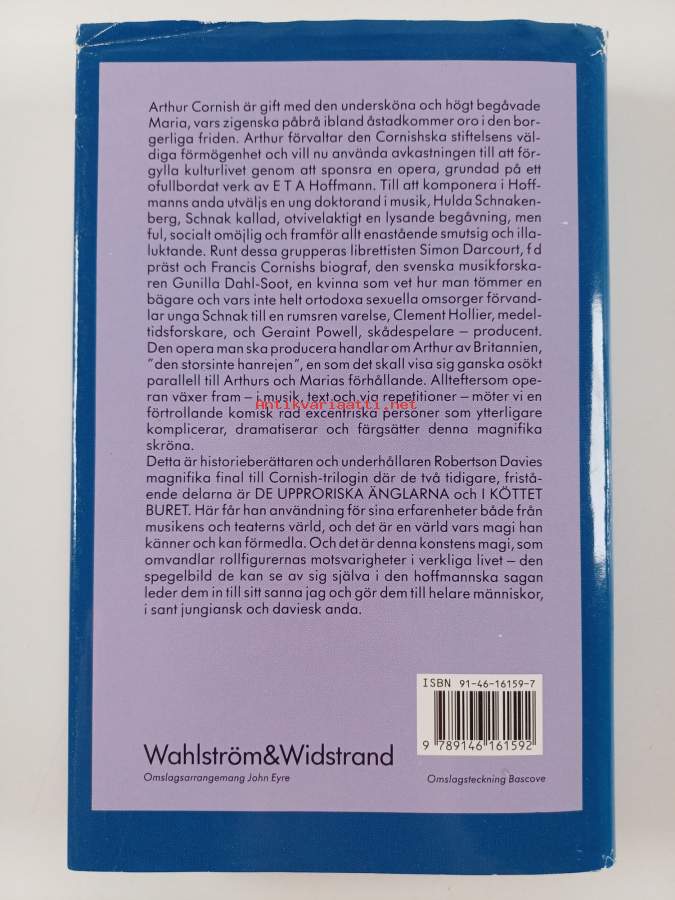 Arthur Cornish är gift med den undersköna och högt begåvade
Maria, vars zigenska påbrå ibland åstadkommer oro i den bor-
gerliga friden. Arthur förvaltar den Cornishska stiftelsens väl-
diga förmögenhet och vill nu använda avkastningen till att för-
gylla kulturlivet genom att sponsra en opera, grundad på ett
ofullbordat verk av E T A Hoffmann. Till att komponera i Hoff-
manns anda utväljs en ung doktorand i musik, Hulda Schnaken-
berg, Schnak kallad, otvivelaktigt en lysande begåvning, men
ful, socialt omöjlig och framför allt enastående smutsig och illa-
luktande. Runt dessa grupperas librettisten Simon Darcourt, f d
präst och Francis Cornishs biograf, den svenska musikforska-
ren Gunilla Dahl-Soot, en kvinna som vet hur man tömmer en
bägare och vars inte helt ortodoxa sexuella omsorger förvand-
lar unga Schnak till en rumsren varelse, Clement Hollier, medel-
tidsforskare, och Geraint Powell, skådespelare – producent.
Den opera man ska producera handlar om Arthur av Britannien,
"den storsinte hanrejen", en som det skall visa sig ganska osökt
parallell till Arthurs och Marias förhållande. Allteftersom ope-
ran växer fram – i musik, text och via repetitioner – möter vi en
förtrollande komisk rad excentriska personer som ytterligare
komplicerar, dramatiserar och färgsätter denna magnifika
skröna.
Detta är historieberättaren och underhållaren Robertson Davies
magnifika final till Cornish-trilogin där de två tidigare, fristå-
ende delarna är DE UPPRORISKA ÄNGLARNA och I KÖTTET
BURET. Här får han användning för sina erfarenheter både från
musikens och teaterns värld, och det är en värld vars magi han
känner och kan förmedla. Och det är denna konstens magi, som
omvandlar rollfigurernas motsvarigheter i verkliga livet – den
spegelbild de kan se av sig själva i den hoffmannska sagan
leder dem in till sitt sanna jag och gör dem till helare människor,
i sant jungiansk och daviesk anda.
Antikvariaatti.net
ISBN 91-46-16159-7
9 789146 161592
Wahlström&Widstrand
Omslagsarrangemang John Eyre
Omslagsteckning Bascove